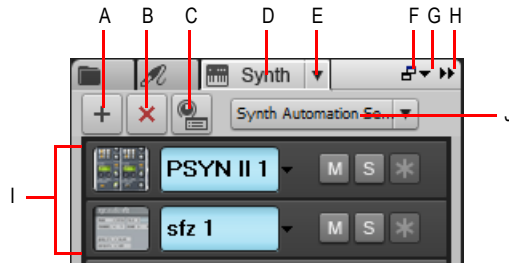 A B C D E F G H
Synth
Synth Automation Se...
J
I
PSYN II 1 M S
sfz 1 M S